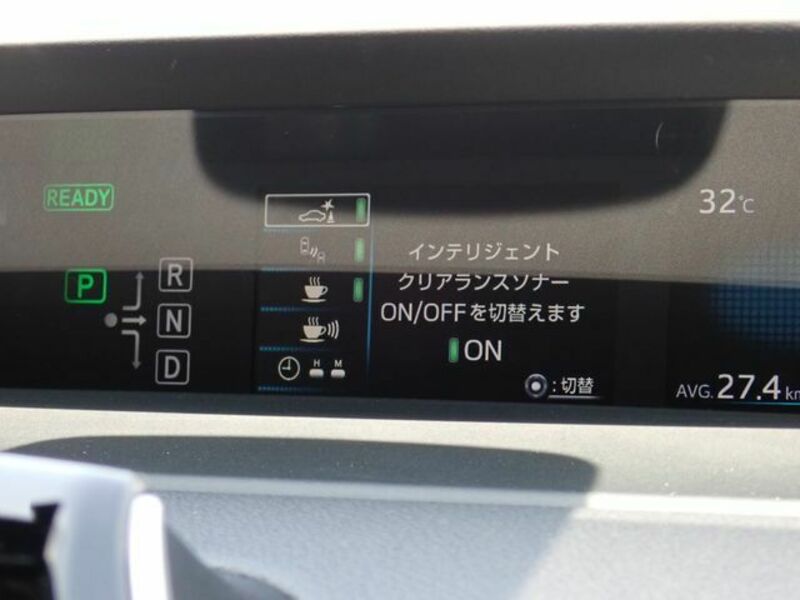 READY
32℃
インテリジェント
クリアランスソナー
ON/OFFを切替えます
ON
P
R
N
D
H M
:切替
AVG.27.4 km